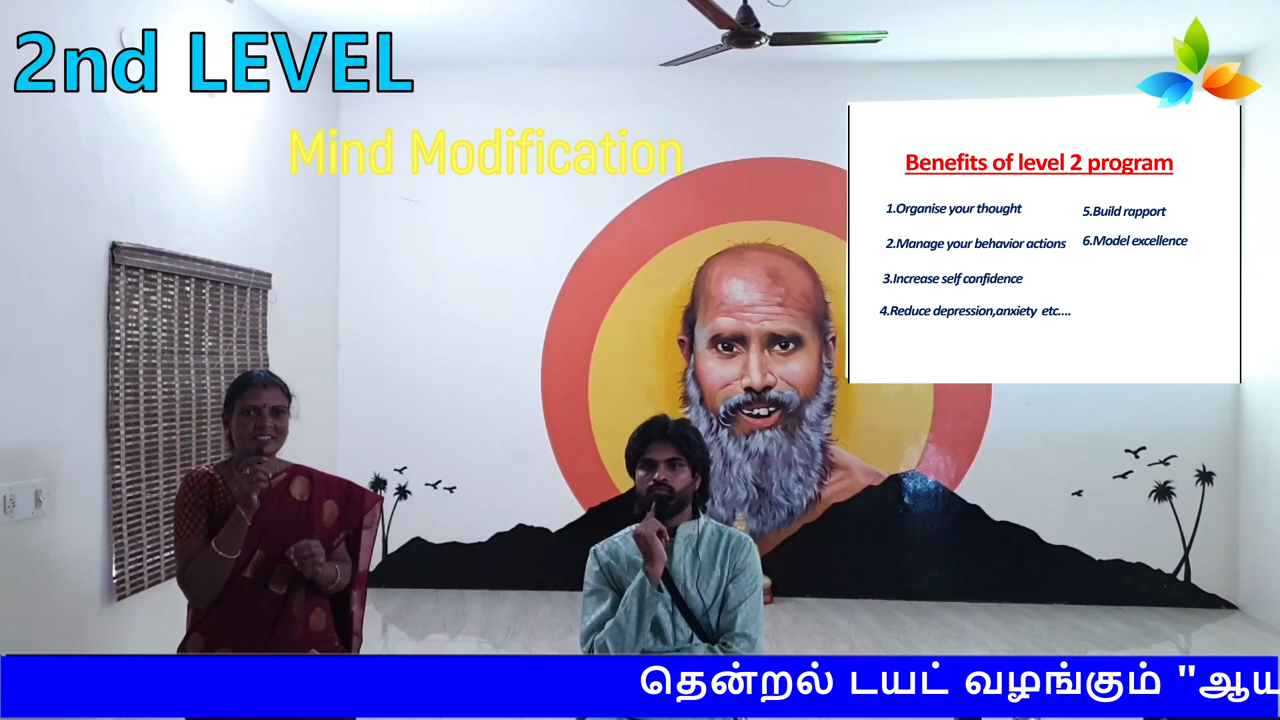 2nd LEVEL
Mind Modification
Benefits of level 2 program
1.Organise your thought
2.Manage your behavior actions
3.Increase self confidence
4.Reduce depression,anxiety etc....
5.Build rapport
6.Model excellence
தென்றல் டயட் வழங்கும் "ஆய